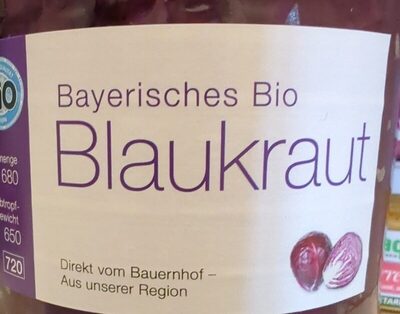 Bayerisches Bio
Blaukraut
Direkt vom Bauernhof –
Aus unserer Region
680
650
720